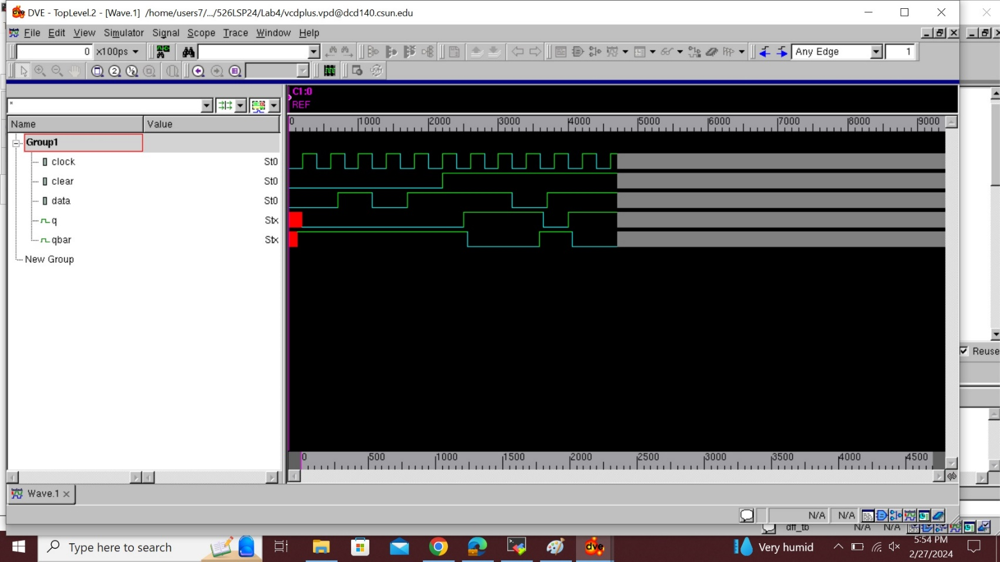 DVE - TopLevel.2 - [Wave.1]  /home/users7/.../526LSP24/Lab4/vcdplus.vpd@dcd140.csun.edu
File Edit View Simulator Signal Scope Trace Window Help
0 x100ps Any Edge 1
C1:0
REF
*
Name Value
0 1000 2000 3000 4000 5000 6000 7000 8000 9000
Group1
clock St0
clear St0
data St0
q Stx
qbar Stx
New Group
Reuse
0 500 1000 1500 2000 2500 3000 3500 4000 4500
Wave.1
N/A N/A
dff_tb N/A N/A
Type here to search
dve
Very humid
5:54 PM
2/27/2024